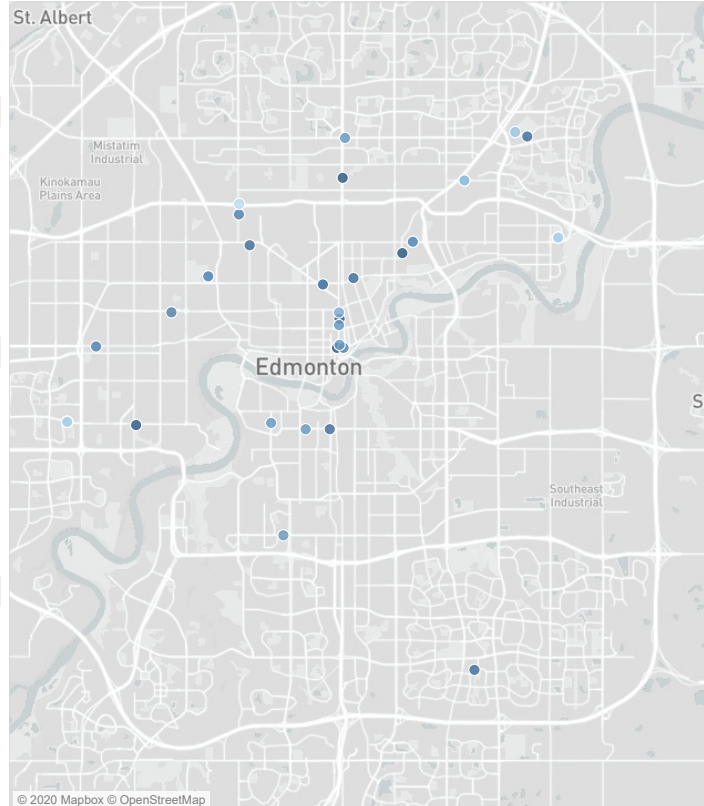 St. Albert
Mistatim
Industrial
Kinokamau
Plains Area
Edmonton
S
Southeast
Industrial
© 2020 Mapbox © OpenStreetMap